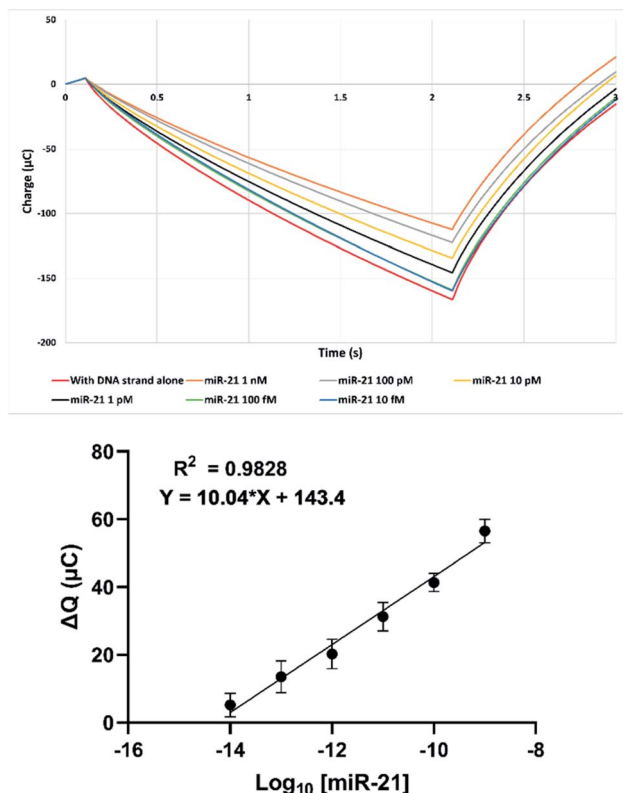 50
0
0
0.5
1
1.5
2
2.5
3
-50
-100
-150
-200
Charge (µC)
Time (s)
With DNA strand alone
miR-21 1 nM
miR-21 100 pM
miR-21 10 pM
miR-21 1 pM
miR-21 100 fM
miR-21 10 fM
80
R² = 0.9828
Y = 10.04*X + 143.4
60
40
20
0
ΔQ (µC)
-16
-14
-12
-10
-8
Log₁₀ [miR-21]